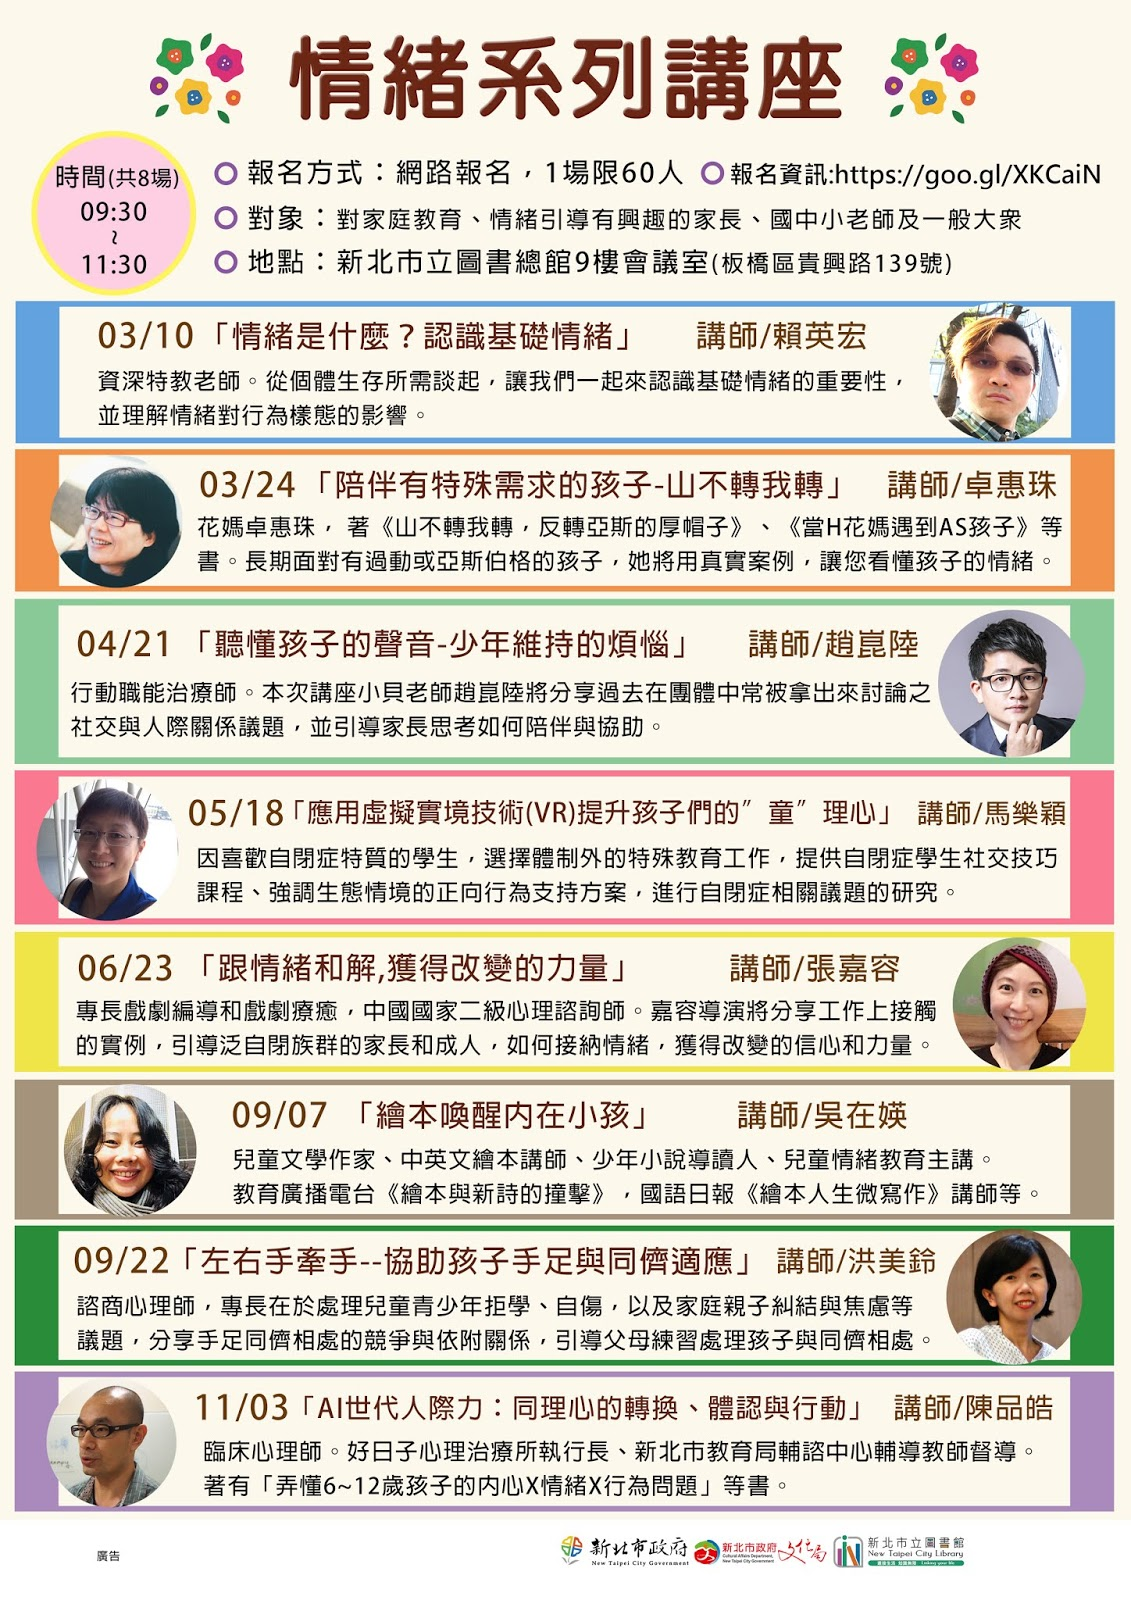 情緒系列講座
時間(共8場)
09:30
~
11:30
報名方式：網路報名，1場限60人
報名資訊:https://goo.gl/XKCaiN
對象：對家庭教育、情緒引導有興趣的家長、國中小老師及一般大眾
地點：新北市立圖書總館9樓會議室(板橋區貴興路139號)
03/10「情緒是什麼？認識基礎情緒」 講師/賴英宏
資深特教老師。從個體生存所需談起，讓我們一起來認識基礎情緒的重要性，
並理解情緒對行為樣態的影響。
03/24「陪伴有特殊需求的孩子-山不轉我轉」 講師/卓惠珠
花媽卓惠珠， 著《山不轉我轉，反轉亞斯的厚帽子》、《當H花媽遇到AS孩子》等
書。長期面對有過動或亞斯伯格的孩子，她將用真實案例，讓您看懂孩子的情緒。
04/21「聽懂孩子的聲音-少年維持的煩惱」 講師/趙崑陸
行動職能治療師。本次講座小貝老師趙崑陸將分享過去在團體中常被拿出來討論之
社交與人際關係議題，並引導家長思考如何陪伴與協助。
05/18「應用虛擬實境技術(VR)提升孩子們的”童”理心」 講師/馬樂穎
因喜歡自閉症特質的學生，選擇體制外的特殊教育工作，提供自閉症學生社交技巧
課程、強調生態情境的正向行為支持方案，進行自閉症相關議題的研究。
06/23「跟情緒和解,獲得改變的力量」 講師/張嘉容
專長戲劇編導和戲劇療癒，中國國家二級心理諮詢師。嘉容導演將分享工作上接觸
的實例，引導泛自閉族群的家長和成人，如何接納情緒，獲得改變的信心和力量。
09/07「繪本喚醒內在小孩」 講師/吳在媖
兒童文學作家、中英文繪本講師、少年小說導讀人、兒童情緒教育主講。
教育廣播電台《繪本與新詩的撞擊》，國語日報《繪本人生微寫作》講師等。
09/22「左右手牽手--協助孩子手足與同儕適應」 講師/洪美鈴
諮商心理師，專長在於處理兒童青少年拒學、自傷，以及家庭親子糾結與焦慮等
議題，分享手足同儕相處的競爭與依附關係，引導父母練習處理孩子與同儕相處。
11/03「AI世代人際力：同理心的轉換、體認與行動」 講師/陳品皓
臨床心理師。好日子心理治療所執行長、新北市教育局輔諮中心輔導教師督導。
著有「弄懂6~12歲孩子的內心X情緒X行為問題」等書。
廣告
新北市政府
New Taipei City Government
新北市政府
Cultural Affairs Department,
New Taipei City Government
文化局
新北市立圖書館
New Taipei City Library